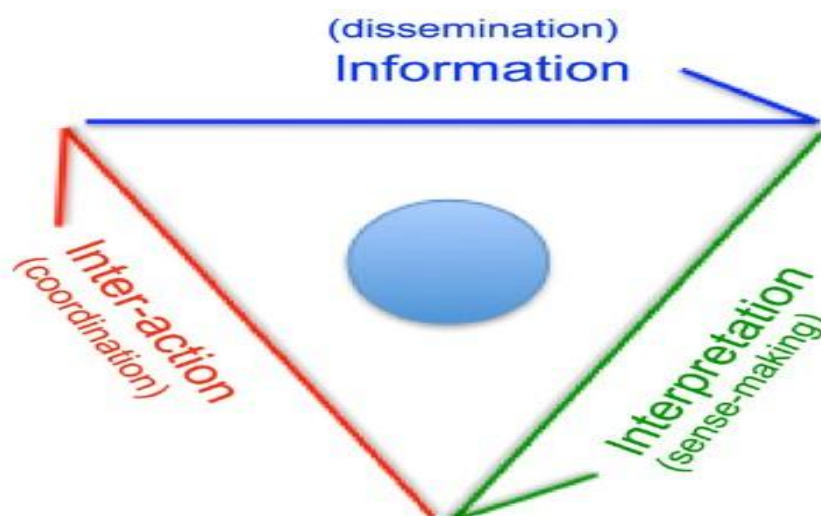 (dissemination)
Information
Inter-action
(coordination)
Interpretation
(sense-making)